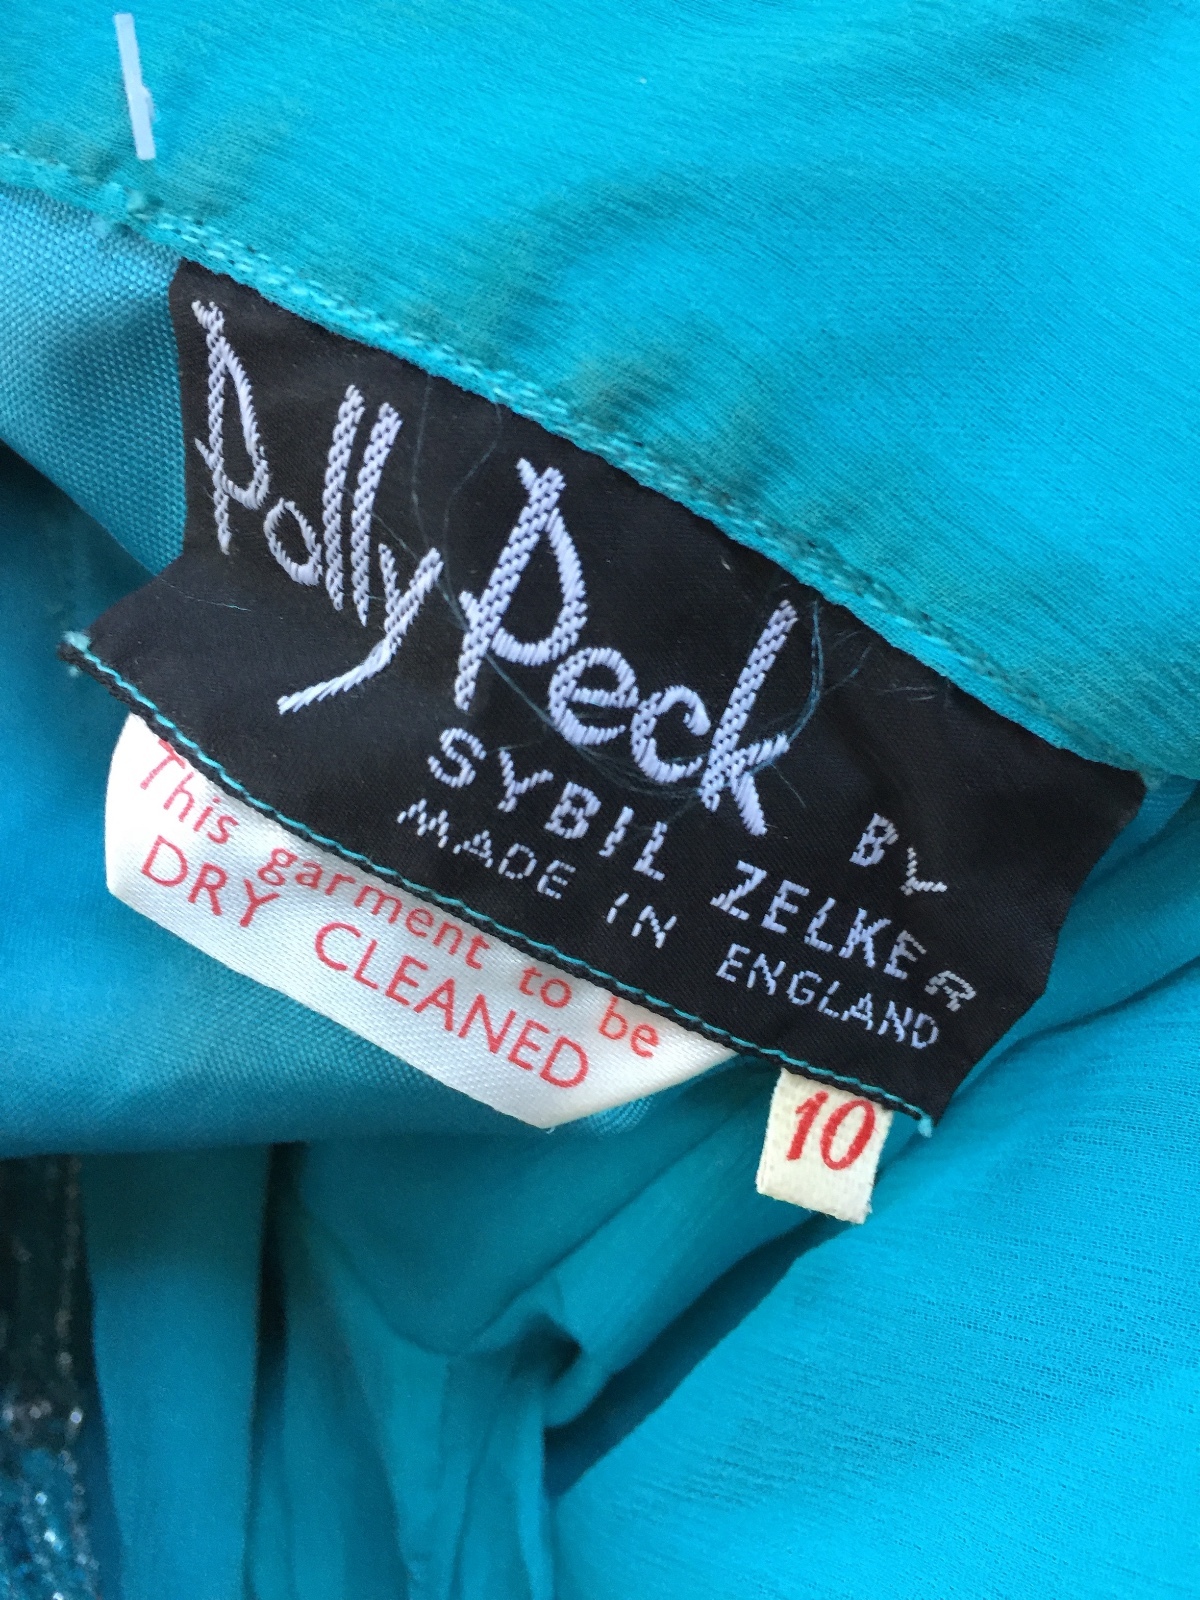 Polly Peck
BY
SYBIL ZELKER
MADE IN ENGLAND
This garment to be
DRY CLEANED
10